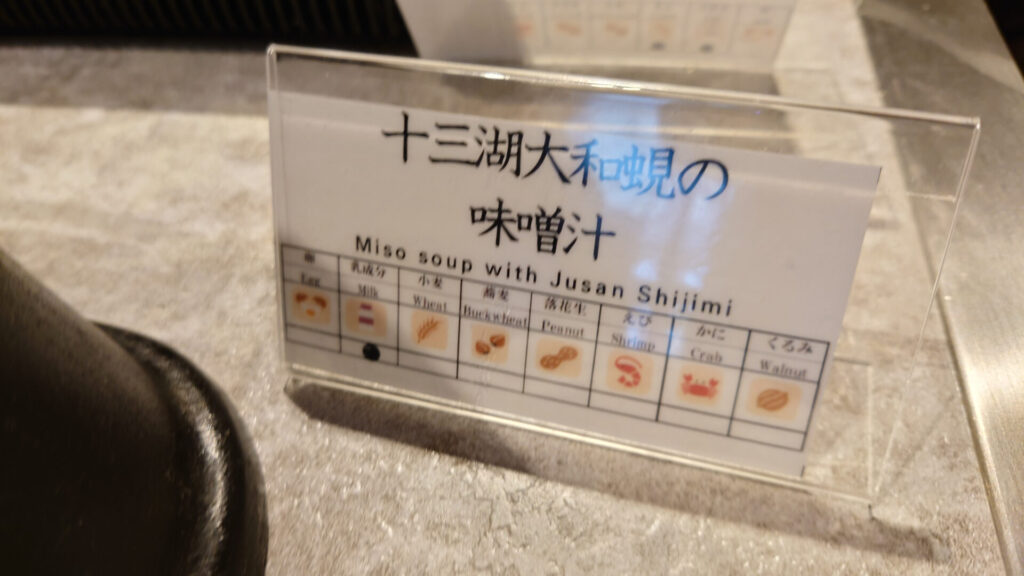 十三湖大和蜆の
味噌汁
Miso soup with Jusan Shijimi
卵 乳成分 小麦 蕎麦 落花生 えび かに くるみ
Egg Milk Wheat Buckwheat Peanut Shrimp Crab Walnut